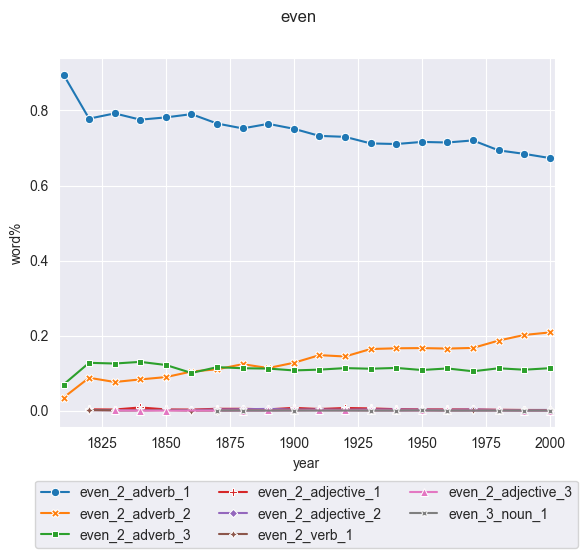 even
word%
0.8
0.6
0.4
0.2
0.0
1825 1850 1875 1900 1925 1950 1975 2000
year
even_2_adverb_1 even_2_adjective_1 even_2_adjective_3
even_2_adverb_2 even_2_adjective_2 even_3_noun_1
even_2_adverb_3 even_2_verb_1